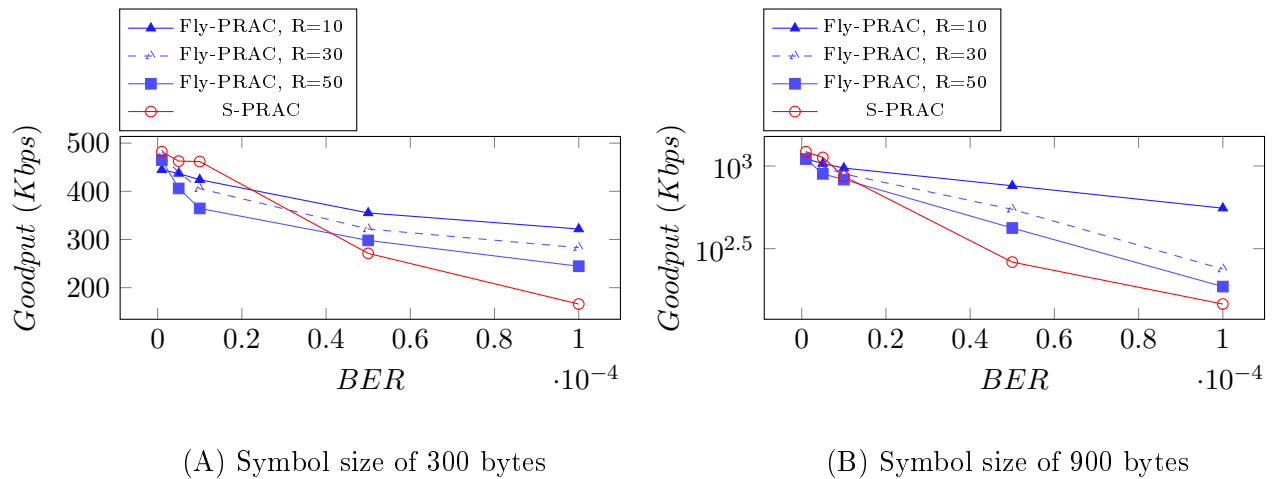 Fly-PRAC, R=10
Fly-PRAC, R=30
Fly-PRAC, R=50
S-PRAC
500
400
300
200
Goodput (Kbps)
0 0.2 0.4 0.6 0.8 1
BER ·10⁻⁴
(A) Symbol size of 300 bytes
Fly-PRAC, R=10
Fly-PRAC, R=30
Fly-PRAC, R=50
S-PRAC
10³
10^2.5
Goodput (Kbps)
0 0.2 0.4 0.6 0.8 1
BER ·10⁻⁴
(B) Symbol size of 900 bytes